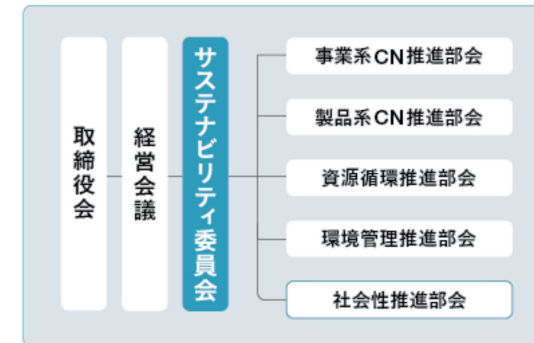 取締役会
経営会議
サステナビリティ委員会
事業系CN推進部会
製品系CN推進部会
資源循環推進部会
環境管理推進部会
社会性推進部会